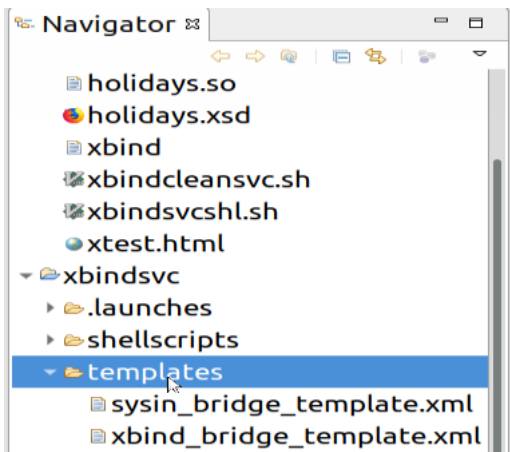 Navigator
holidays.so
holidays.xsd
xbind
xbindcleansvc.sh
xbindsvcshl.sh
xtest.html
xbindsvc
.launches
shellscripts
templates
sysin_bridge_template.xml
xbind_bridge_template.xml